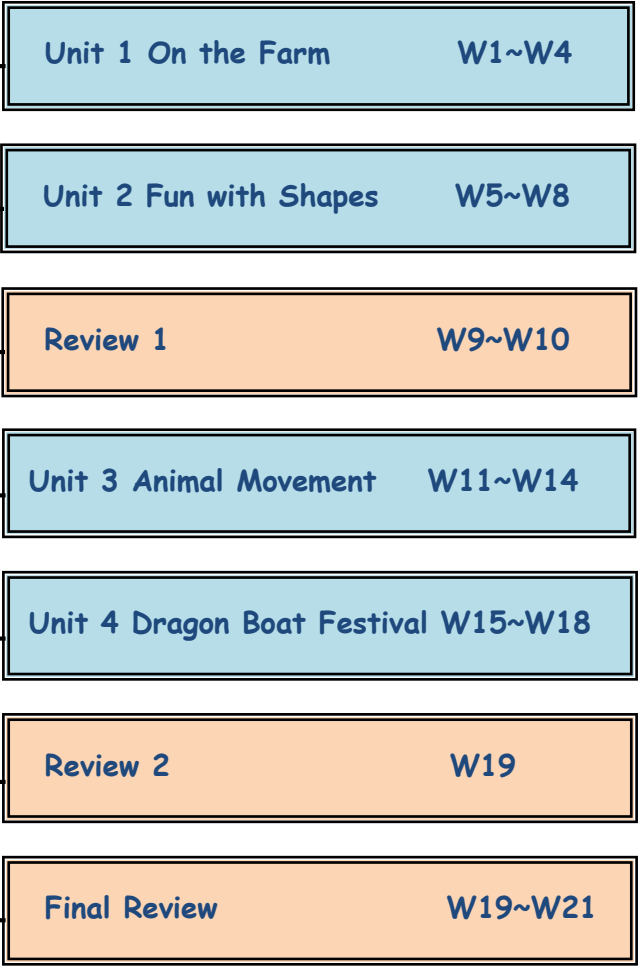 Unit 1 On the Farm W1~W4
Unit 2 Fun with Shapes W5~W8
Review 1 W9~W10
Unit 3 Animal Movement W11~W14
Unit 4 Dragon Boat Festival W15~W18
Review 2 W19
Final Review W19~W21